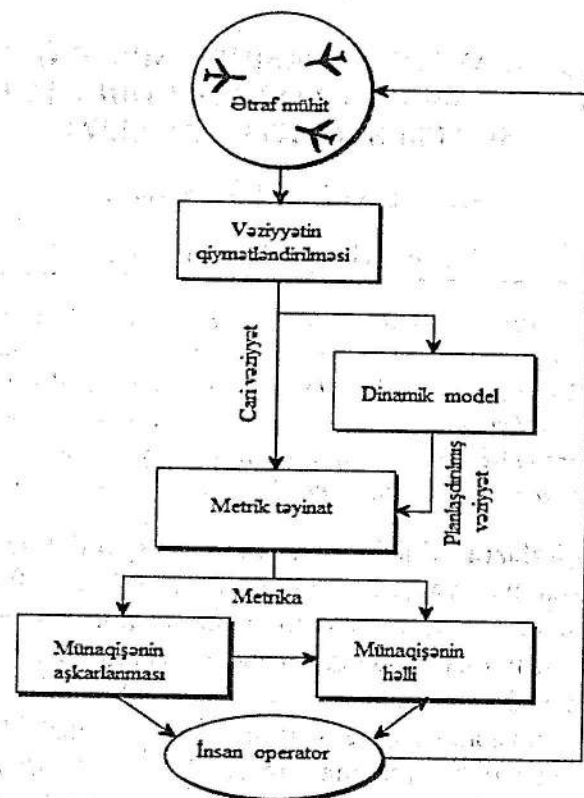 Ətraf mühit
Vəziyyətin
qiymətləndirilməsi
Cari vəziyyət
Dinamik model
Planlaşdırılmış
vəziyyət
Metrik təyinat
Metrika
Münaqişənin
aşkarlanması
Münaqişənin
həlli
İnsan operator